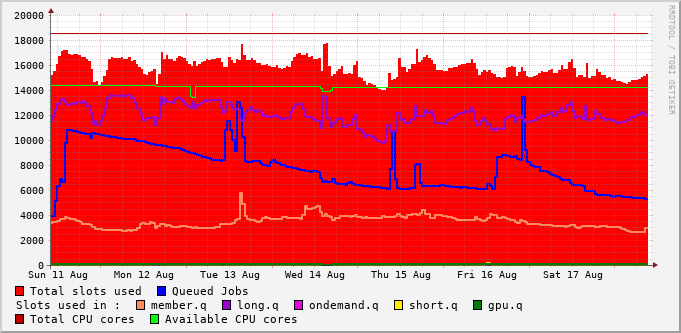 RRDTOOL / TOBI OETIKER
20000
18000
16000
14000
12000
10000
8000
6000
4000
2000
0
Sun 11 Aug Mon 12 Aug Tue 13 Aug Wed 14 Aug Thu 15 Aug Fri 16 Aug Sat 17 Aug
Total slots used Queued Jobs
Slots used in : member.q long.q ondemand.q short.q gpu.q
Total CPU cores Available CPU cores